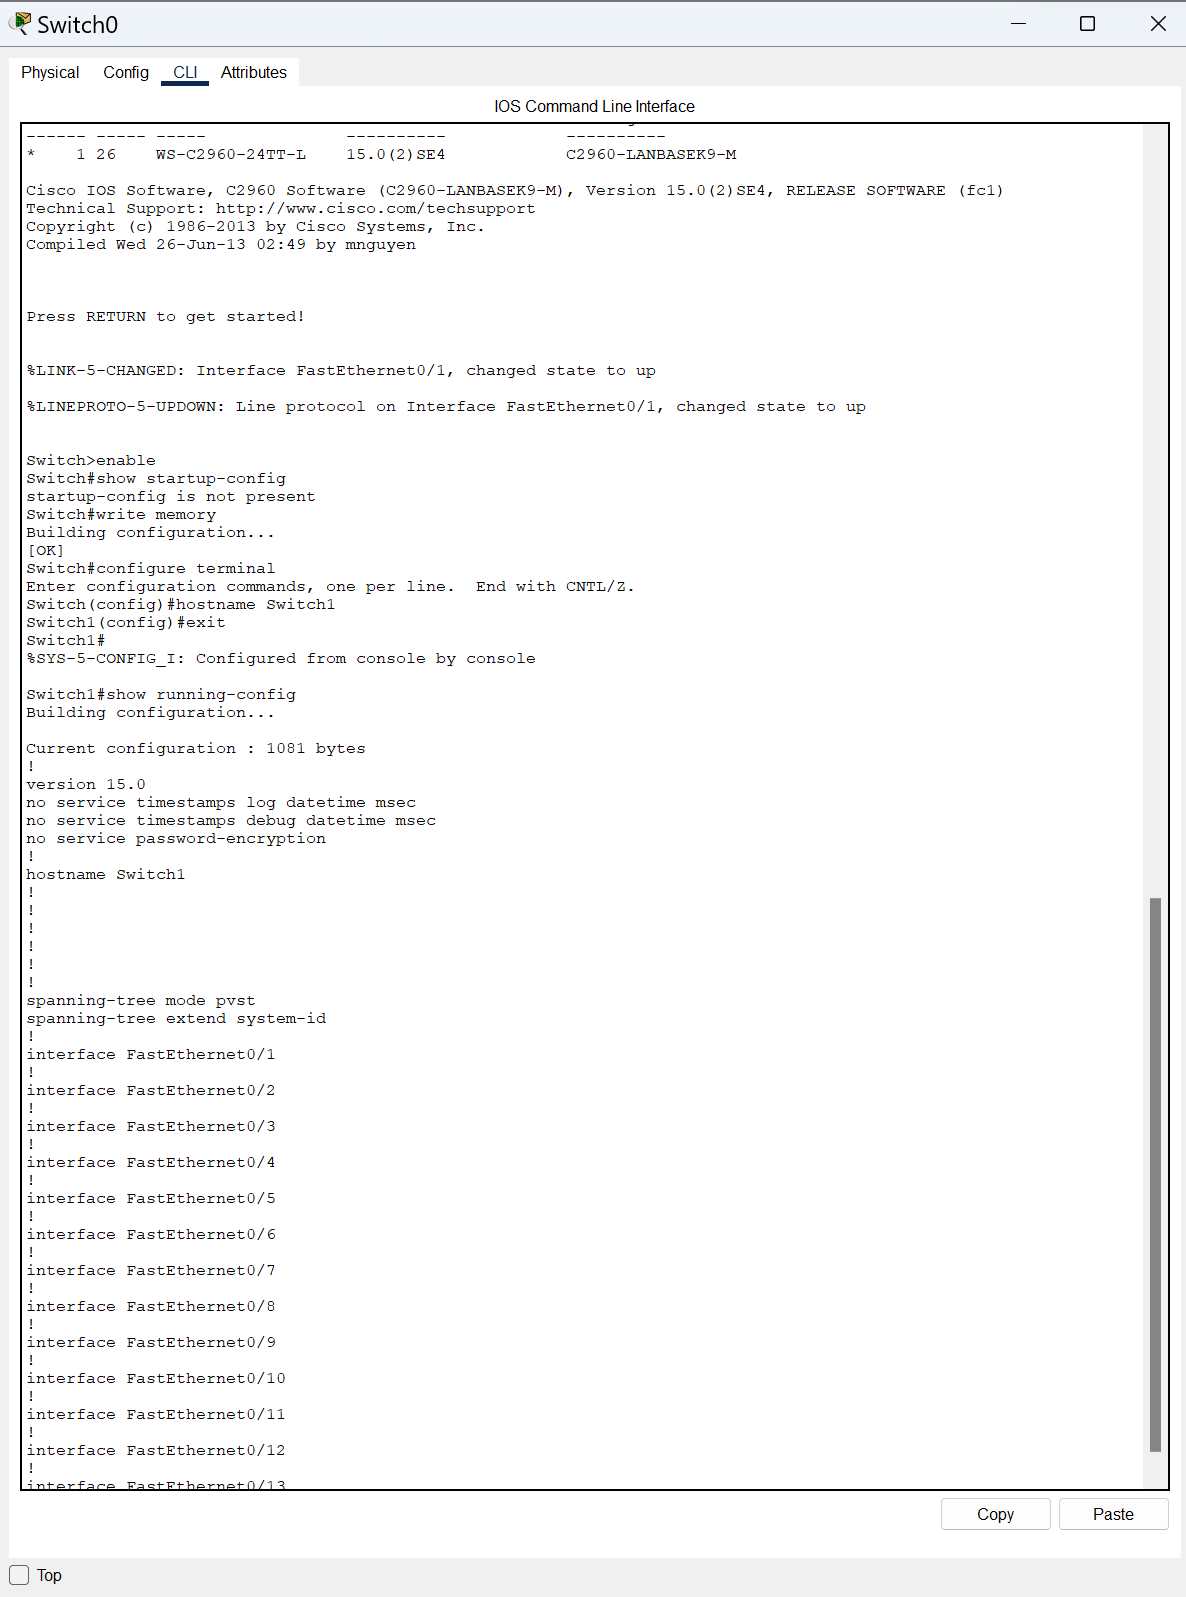 Switch0
Physical Config CLI Attributes
IOS Command Line Interface
------ ----- -----              ----------            ----------
*    1 26    WS-C2960-24TT-L    15.0(2)SE4            C2960-LANBASEK9-M
Cisco IOS Software, C2960 Software (C2960-LANBASEK9-M), Version 15.0(2)SE4, RELEASE SOFTWARE (fc1)
Technical Support: http://www.cisco.com/techsupport
Copyright (c) 1986-2013 by Cisco Systems, Inc.
Compiled Wed 26-Jun-13 02:49 by mnguyen
Press RETURN to get started!
%LINK-5-CHANGED: Interface FastEthernet0/1, changed state to up
%LINEPROTO-5-UPDOWN: Line protocol on Interface FastEthernet0/1, changed state to up
Switch>enable
Switch#show startup-config
startup-config is not present
Switch#write memory
Building configuration...
[OK]
Switch#configure terminal
Enter configuration commands, one per line.  End with CNTL/Z.
Switch(config)#hostname Switch1
Switch1(config)#exit
Switch1#
%SYS-5-CONFIG_I: Configured from console by console
Switch1#show running-config
Building configuration...
Current configuration : 1081 bytes
!
version 15.0
no service timestamps log datetime msec
no service timestamps debug datetime msec
no service password-encryption
!
hostname Switch1
!
!
!
!
!
!
spanning-tree mode pvst
spanning-tree extend system-id
!
interface FastEthernet0/1
!
interface FastEthernet0/2
!
interface FastEthernet0/3
!
interface FastEthernet0/4
!
interface FastEthernet0/5
!
interface FastEthernet0/6
!
interface FastEthernet0/7
!
interface FastEthernet0/8
!
interface FastEthernet0/9
!
interface FastEthernet0/10
!
interface FastEthernet0/11
!
interface FastEthernet0/12
!
interface FastEthernet0/13
Copy Paste
Top